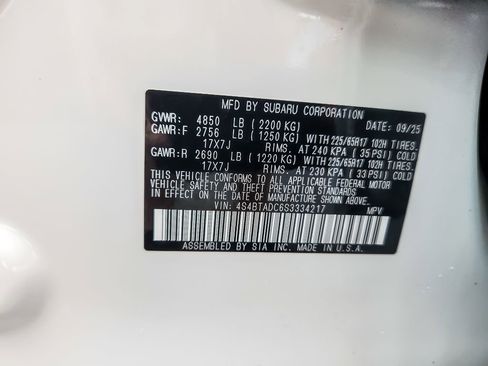 MFD BY SUBARU CORPORATION
GVWR: 4850 LB (2200 KG) DATE: 09/25
GAWR:F 2756 LB (1250 KG) WITH 225/65R17 102H TIRES
17X7J RIMS. AT 240 KPA ( 35 PSI) COLD
GAWR:R 2690 LB (1220 KG) WITH 225/65R17 102H TIRES
17X7J RIMS. AT 230 KPA ( 33 PSI) COLD
THIS VEHICLE CONFORMS TO ALL APPLICABLE FEDERAL MOTOR
VEHICLE SAFETY AND THEFT PREVENTION STANDARDS
IN EFFECT ON THE DATE OF MANUFACTURE SHOWN ABOVE.
VIN: 4S4BTADC6S3334217 MPV
ASSEMBLED BY SIA INC. MADE IN U.S.A.